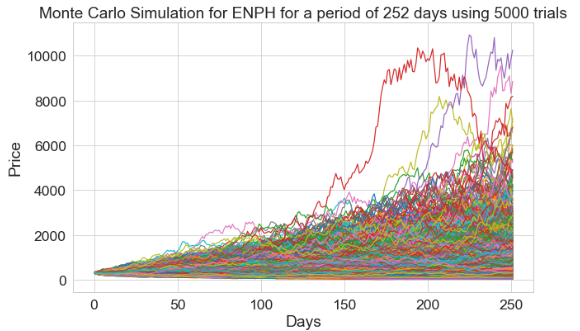 Monte Carlo Simulation for ENPH for a period of 252 days using 5000 trials
10000
8000
6000
4000
2000
0
Price
0 50 100 150 200 250
Days